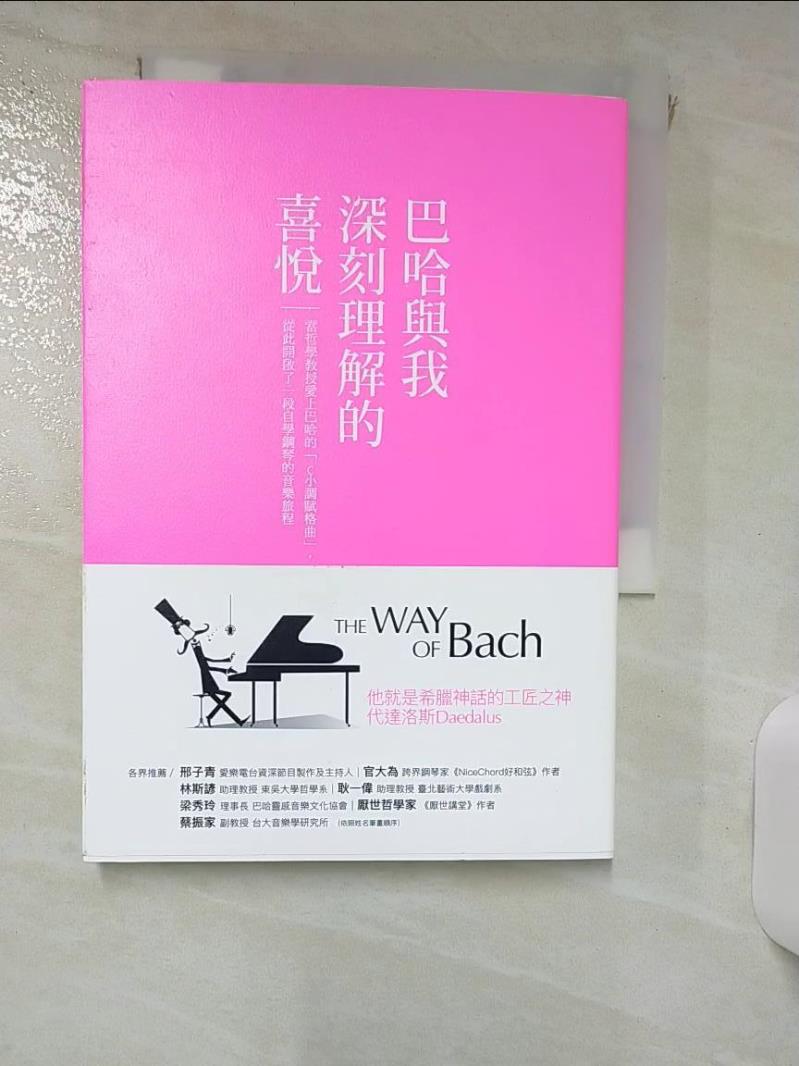 巴哈與我
深刻理解的
喜悅
當哲學教授愛上巴哈的「c小調賦格曲」，
從此開啟了一段自學鋼琴的音樂旅程
THE WAY
OF Bach
他就是希臘神話的工匠之神
代達洛斯Daedalus
各界推薦/ 邢子青 愛樂電台資深節目製作及主持人|官大為 跨界鋼琴家《NiceChord好和弦》作者
林斯諺 助理教授 東吳大學哲學系|耿一偉 助理教授 臺北藝術大學戲劇系
梁秀玲 理事長 巴哈靈感音樂文化協會|厭世哲學家 《厭世講堂》作者
蔡振家 副教授 台大音樂學研究所 (依照姓名筆畫順序)